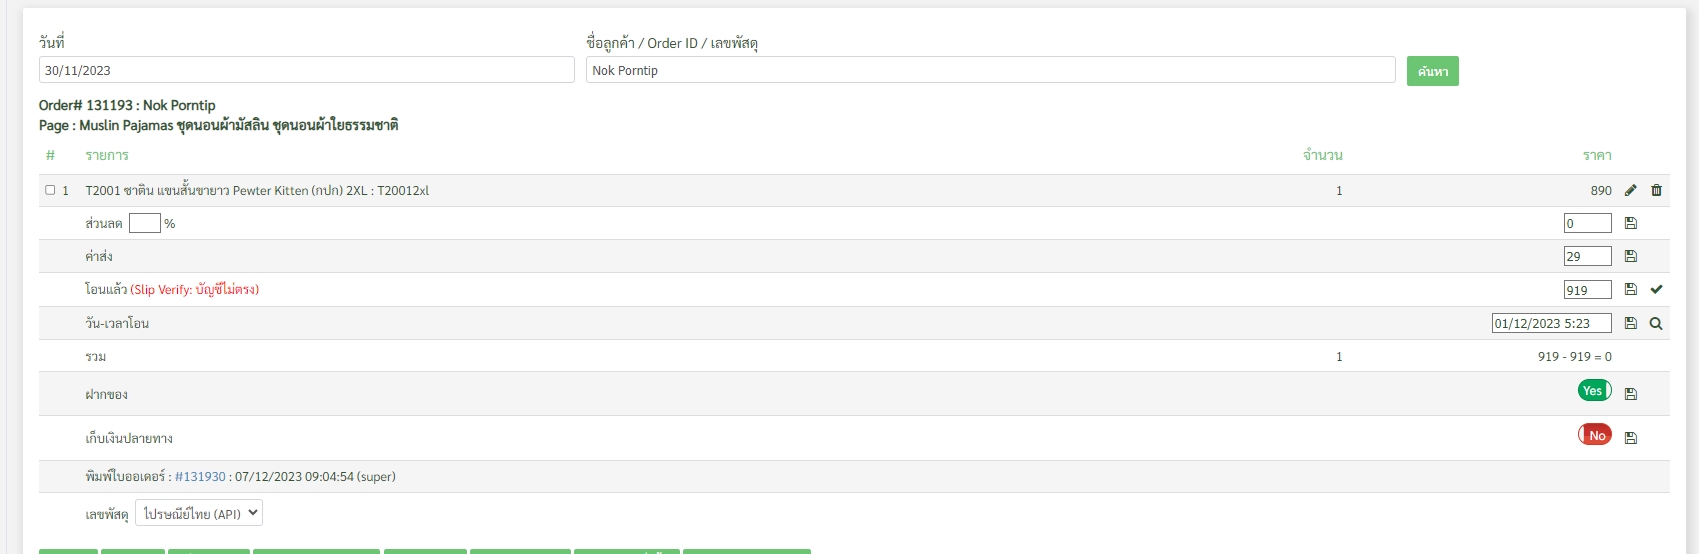 วันที่
ชื่อลูกค้า / Order ID / เลขพัสดุ
30/11/2023
Nok Porntip
ค้นหา
Order# 131193 : Nok Porntip
Page : Muslin Pajamas ชุดนอนผ้ามัสลิน ชุดนอนผ้าใยธรรมชาติ
# รายการ จำนวน ราคา
1 T2001 ซาติน แขนสั้นขายาว Pewter Kitten (กปก) 2XL : T20012xl 1 890
ส่วนลด % 0
ค่าส่ง 29
โอนแล้ว (Slip Verify: บัญชีไม่ตรง) 919
วัน-เวลาโอน 01/12/2023 5:23
รวม 1 919 - 919 = 0
ฝากของ Yes
เก็บเงินปลายทาง No
พิมพ์ใบออเดอร์ : #131930 : 07/12/2023 09:04:54 (super)
เลขพัสดุ ไปรษณีย์ไทย (API)